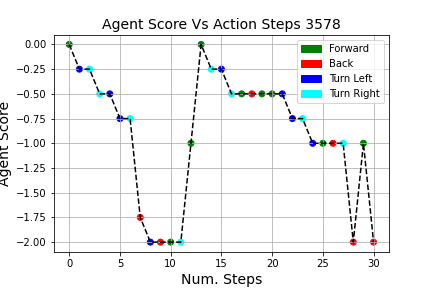 Agent Score Vs Action Steps 3578
Agent Score
0.00
−0.25
−0.50
−0.75
−1.00
−1.25
−1.50
−1.75
−2.00
Forward
Back
Turn Left
Turn Right
0 5 10 15 20 25 30
Num. Steps